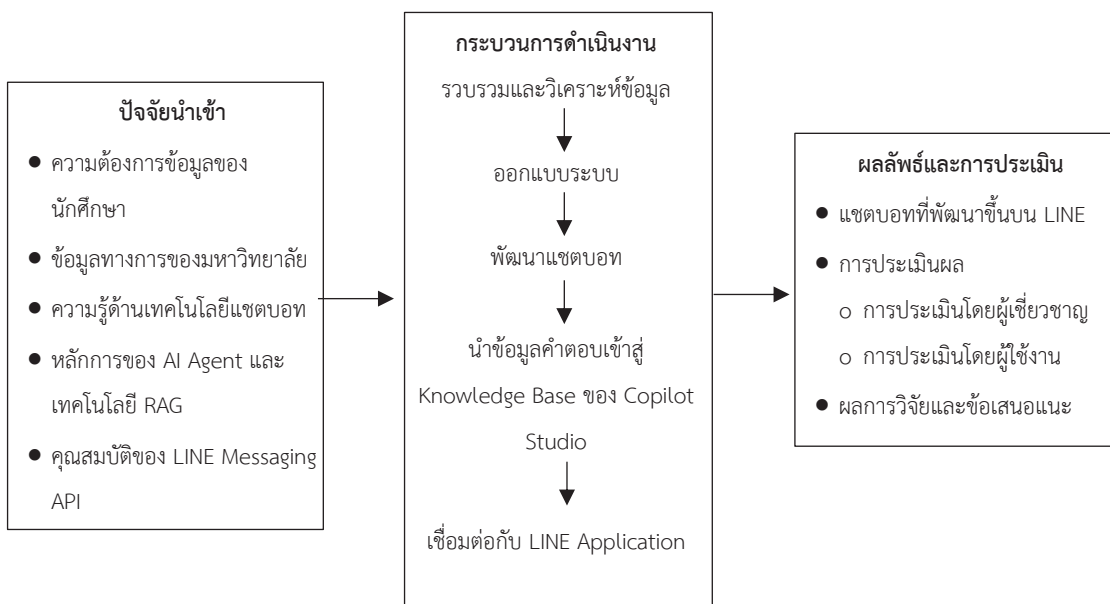 ปัจจัยนำเข้า
● ความต้องการข้อมูลของ
นักศึกษา
● ข้อมูลทางการของมหาวิทยาลัย
● ความรู้ด้านเทคโนโลยีแชตบอท
● หลักการของ AI Agent และ
เทคโนโลยี RAG
● คุณสมบัติของ LINE Messaging
API
กระบวนการดำเนินงาน
รวบรวมและวิเคราะห์ข้อมูล
ออกแบบระบบ
พัฒนาแชตบอท
นำข้อมูลคำตอบเข้าสู่
Knowledge Base ของ Copilot
Studio
เชื่อมต่อกับ LINE Application
ผลลัพธ์และการประเมิน
● แชตบอทที่พัฒนาขึ้นบน LINE
● การประเมินผล
o การประเมินโดยผู้เชี่ยวชาญ
o การประเมินโดยผู้ใช้งาน
● ผลการวิจัยและข้อเสนอแนะ